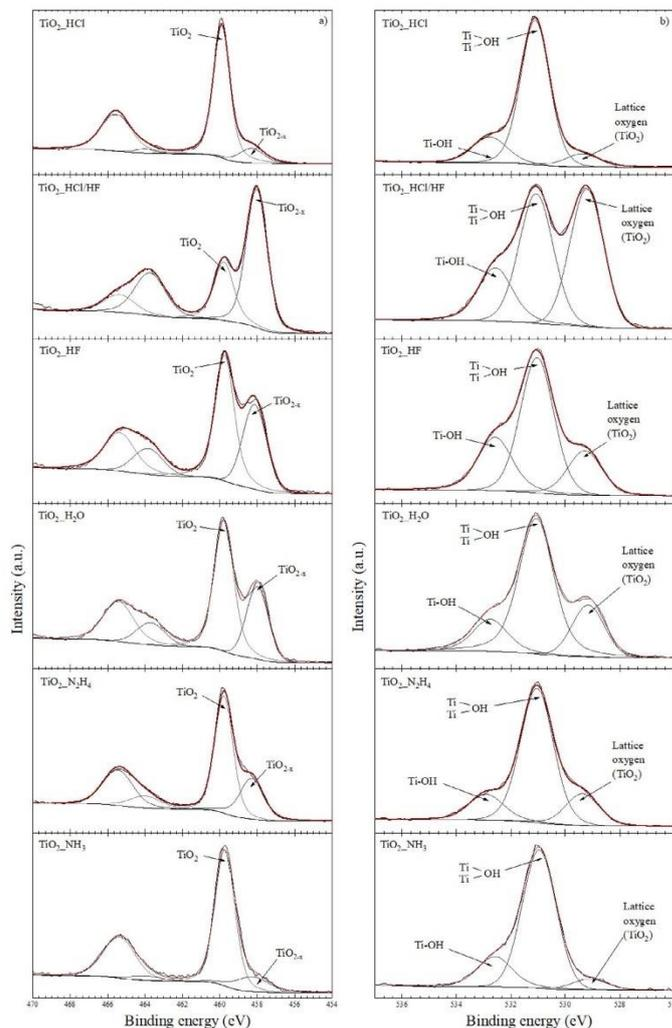 TiO2_HCl
a)
TiO2
TiO2-x
TiO2_HCl/HF
TiO2-x
TiO2
TiO2_HF
TiO2
TiO2-x
TiO2_H2O
TiO2
TiO2-x
TiO2_N2H4
TiO2
TiO2-x
TiO2_NH3
TiO2
TiO2-x
470 468 466 464 462 460 458 456 454
Binding energy (eV)
Intensity (a.u.)
TiO2_HCl
b)
Ti
Ti
OH
Lattice
oxygen
(TiO2)
Ti-OH
TiO2_HCl/HF
Ti
Ti
OH
Lattice
oxygen
(TiO2)
Ti-OH
TiO2_HF
Ti
Ti
OH
Ti-OH
Lattice
oxygen
(TiO2)
TiO2_H2O
Ti
Ti
OH
Lattice
oxygen
(TiO2)
Ti-OH
TiO2_N2H4
Ti
Ti
OH
Lattice
oxygen
(TiO2)
Ti-OH
TiO2_NH3
Ti
Ti
OH
Ti-OH
Lattice
oxygen
(TiO2)
536 534 532 530 528
Binding energy (eV)
Intensity (a.u.)